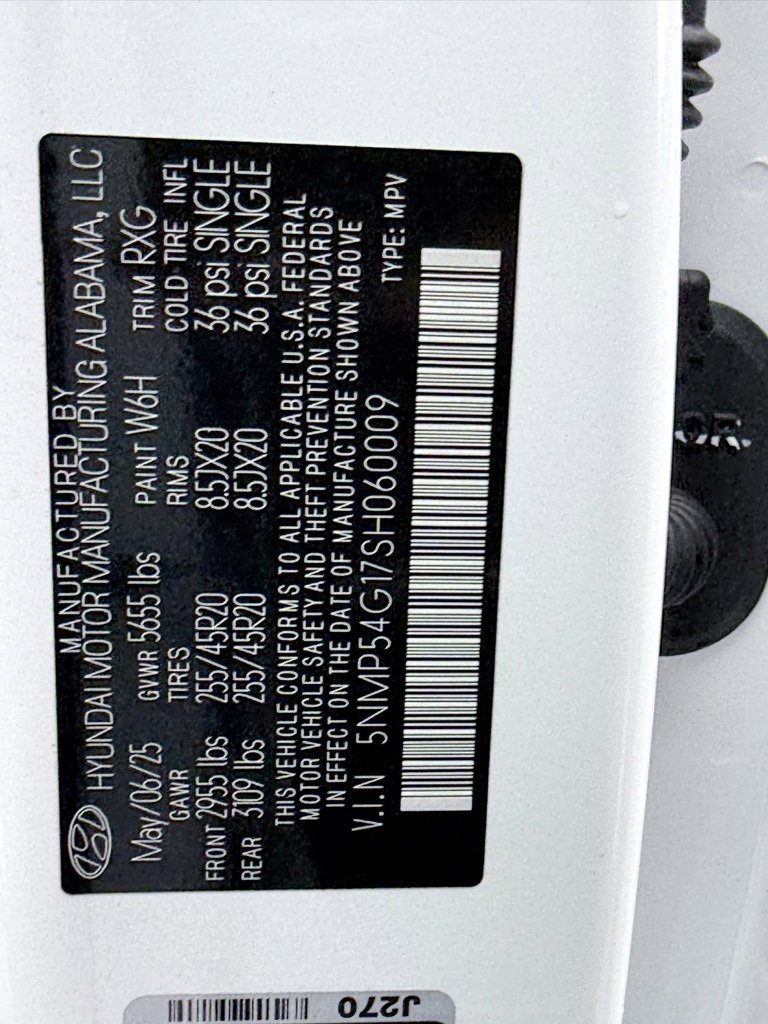 MANUFACTURED BY
HYUNDAI MOTOR MANUFACTURING ALABAMA, LLC
May/06/25 GVWR 5655 lbs PAINT W6H TRIM RXG
GAWR TIRES RIMS COLD TIRE INFL
FRONT 2955 lbs 255/45R20 8.5JX20 36 psi SINGLE
REAR 3109 lbs 255/45R20 8.5JX20 36 psi SINGLE
THIS VEHICLE CONFORMS TO ALL APPLICABLE U.S.A. FEDERAL
MOTOR VEHICLE SAFETY AND THEFT PREVENTION STANDARDS
IN EFFECT ON THE DATE OF MANUFACTURE SHOWN ABOVE
V.I.N 5NMP54G17SH060009 TYPE: MPV
J270